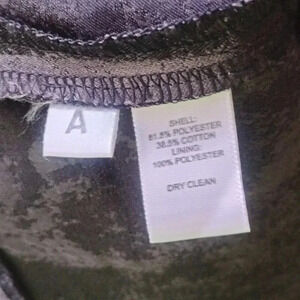 A
SHELL:
61.5% POLYESTER
38.5% COTTON
LINING:
100% POLYESTER
DRY CLEAN